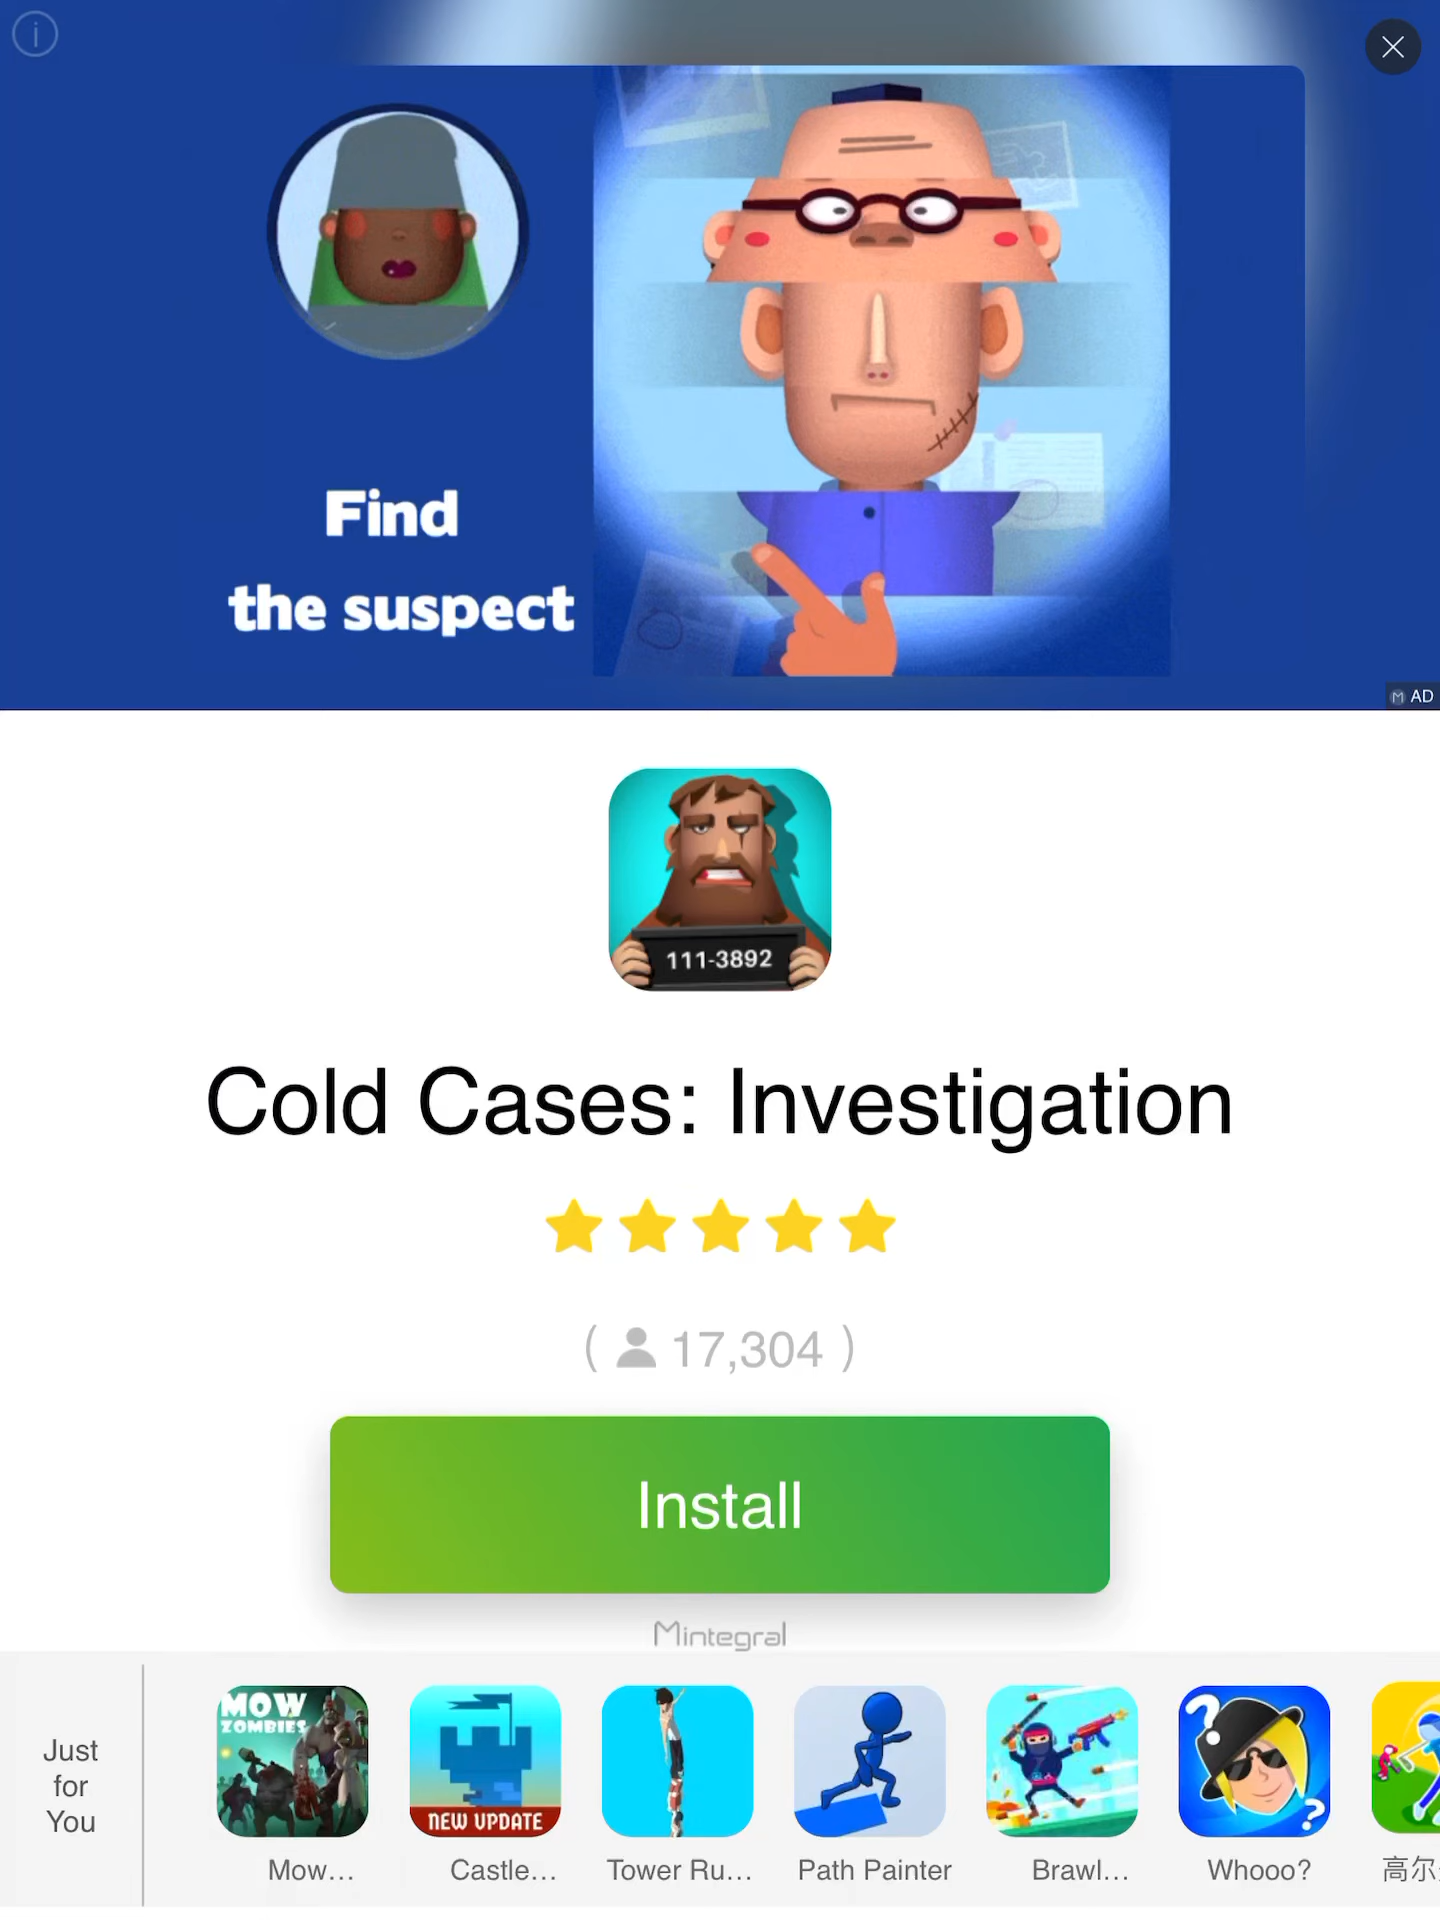 Find
the suspect
AD
111-3892
Cold Cases: Investigation
( 17,304 )
Install
Mintegral
Just
for
You
MOW
ZOMBIES
NEW UPDATE
Mow...
Castle...
Tower Ru...
Path Painter
Brawl...
Whooo?
高尔